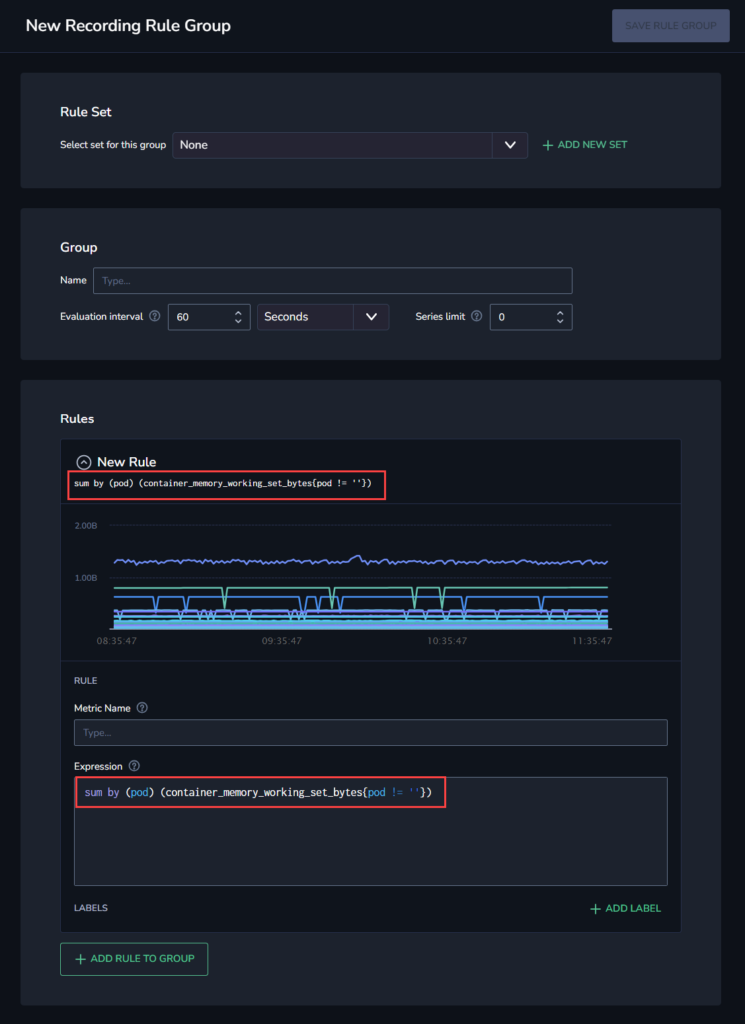 New Recording Rule Group
SAVE RULE GROUP
Rule Set
Select set for this group
None
+ ADD NEW SET
Group
Name
Type...
Evaluation interval ?
60
Seconds
Series limit ?
0
Rules
New Rule
sum by (pod) (container_memory_working_set_bytes{pod != ''})
2.00B
1.00B
08:35:47 09:35:47 10:35:47 11:35:47
RULE
Metric Name ?
Type...
Expression ?
sum by (pod) (container_memory_working_set_bytes{pod != ''})
LABELS
+ ADD LABEL
+ ADD RULE TO GROUP